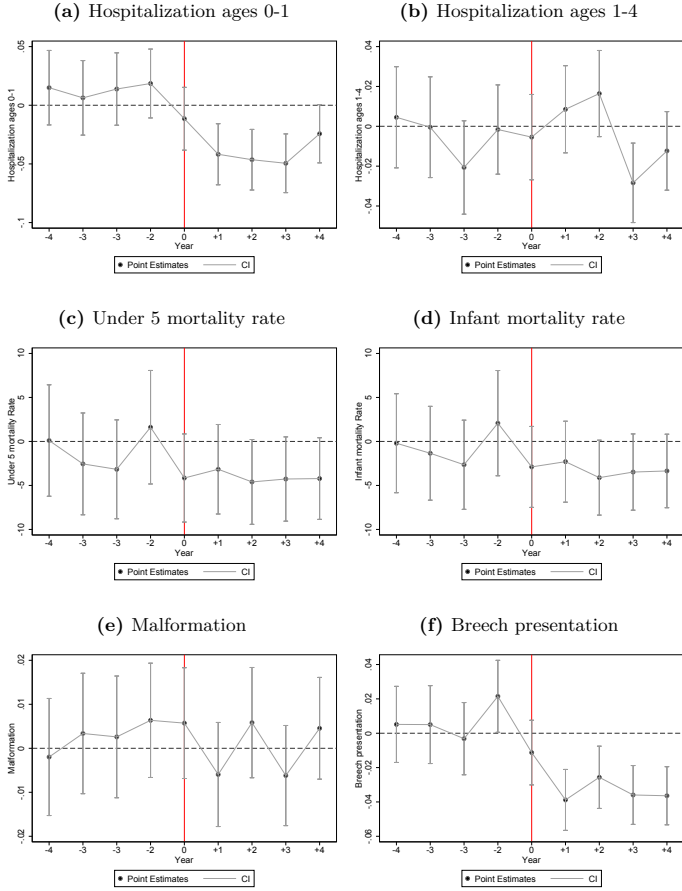 (a) Hospitalization ages 0-1
Hospitalization ages 0-1
.05
0
-.05
-.1
-4 -3 -3 -2 0 +1 +2 +3 +4
Year
Point Estimates CI
(b) Hospitalization ages 1-4
Hospitalization ages 1-4
.04
.02
0
-.02
-.04
-4 -3 -3 -2 0 +1 +2 +3 +4
Year
Point Estimates CI
(c) Under 5 mortality rate
Under 5 mortality Rate
10
5
0
-5
-10
-4 -3 -3 -2 0 +1 +2 +3 +4
Year
Point Estimates CI
(d) Infant mortality rate
Infant mortality Rate
10
5
0
-5
-10
-4 -3 -3 -2 0 +1 +2 +3 +4
Year
Point Estimates CI
(e) Malformation
Malformation
.02
.01
0
-.01
-.02
-4 -3 -3 -2 0 +1 +2 +3 +4
Year
Point Estimates CI
(f) Breech presentation
Breech presentation
.04
.02
0
-.02
-.04
-.06
-4 -3 -3 -2 0 +1 +2 +3 +4
Year
Point Estimates CI